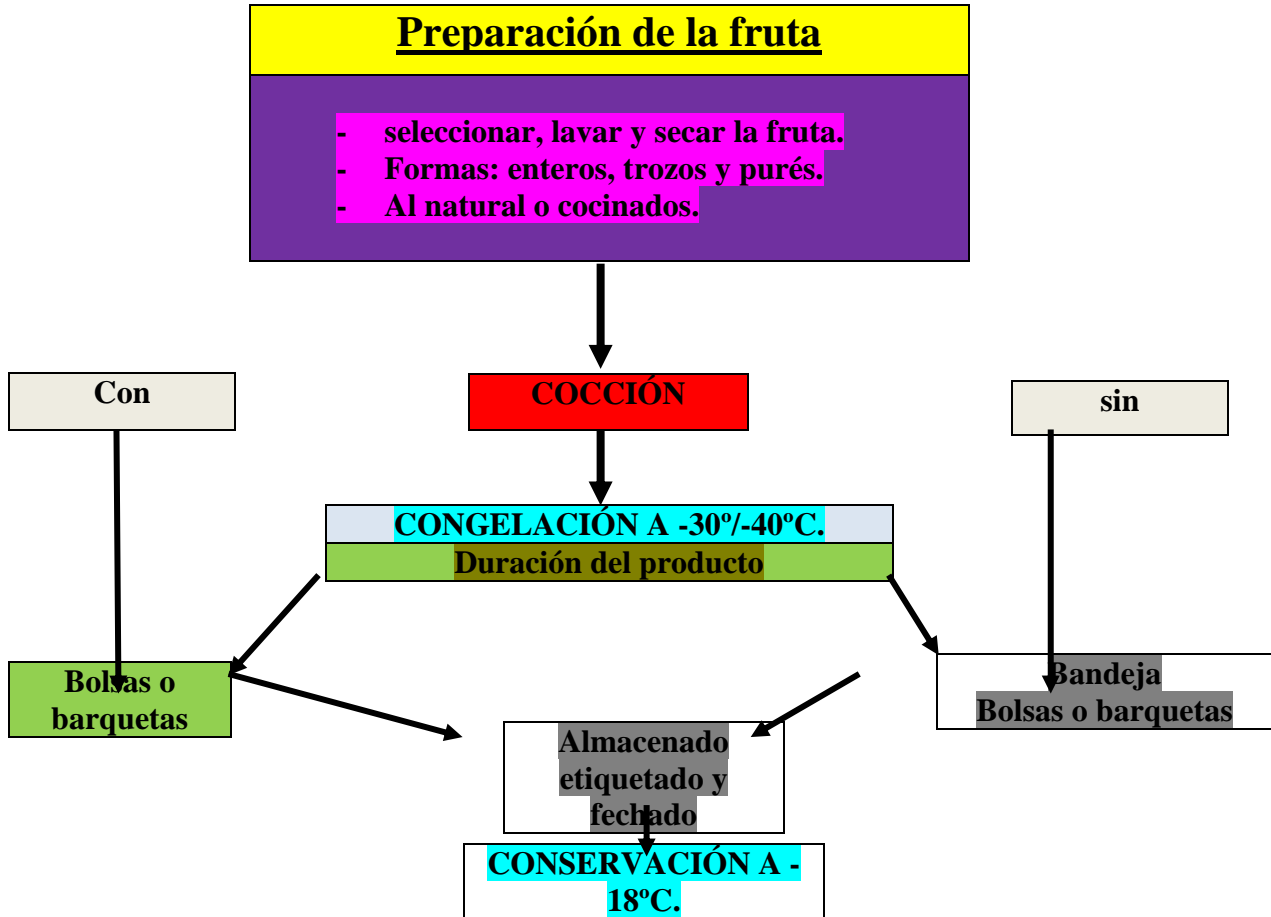 Preparación de la fruta
- seleccionar, lavar y secar la fruta.
- Formas: enteros, trozos y purés.
- Al natural o cocinados.
Con
COCCIÓN
sin
CONGELACIÓN A -30º/-40ºC.
Duración del producto
Bolsas o
barquetas
Bandeja
Bolsas o barquetas
Almacenado
etiquetado y
fechado
CONSERVACIÓN A -
18ºC.